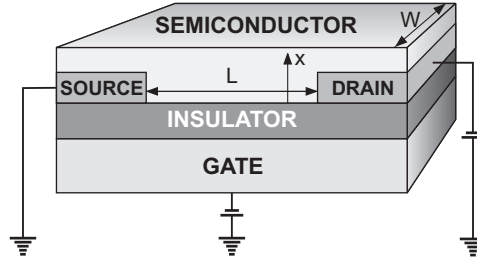 SEMICONDUCTOR
W
x
L
SOURCE
DRAIN
INSULATOR
GATE